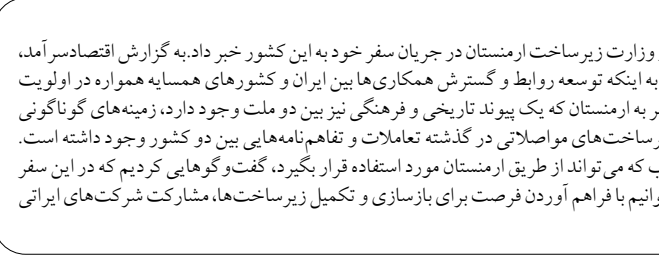 وزارت زیرساخت ارمنستان در جریان سفر خود به این کشور خبر داد.به گزارش اقتصادسرآمد،
به اینکه توسعه روابط و گسترش همکاری‌ها بین ایران و کشورهای همسایه همواره در اولویت
به ارمنستان که یک پیوند تاریخی و فرهنگی نیز بین دو ملت وجود دارد، زمینه‌های گوناگونی
مواصلاتی در گذشته تعاملات و تفاهم‌نامه‌هایی بین دو کشور وجود داشته است.
که می‌تواند از طریق ارمنستان مورد استفاده قرار بگیرد، گفت‌وگوهایی کردیم که در این سفر
با فراهم آوردن فرصت برای بازسازی و تکمیل زیرساخت‌ها، مشارکت شرکت‌های ایراتی